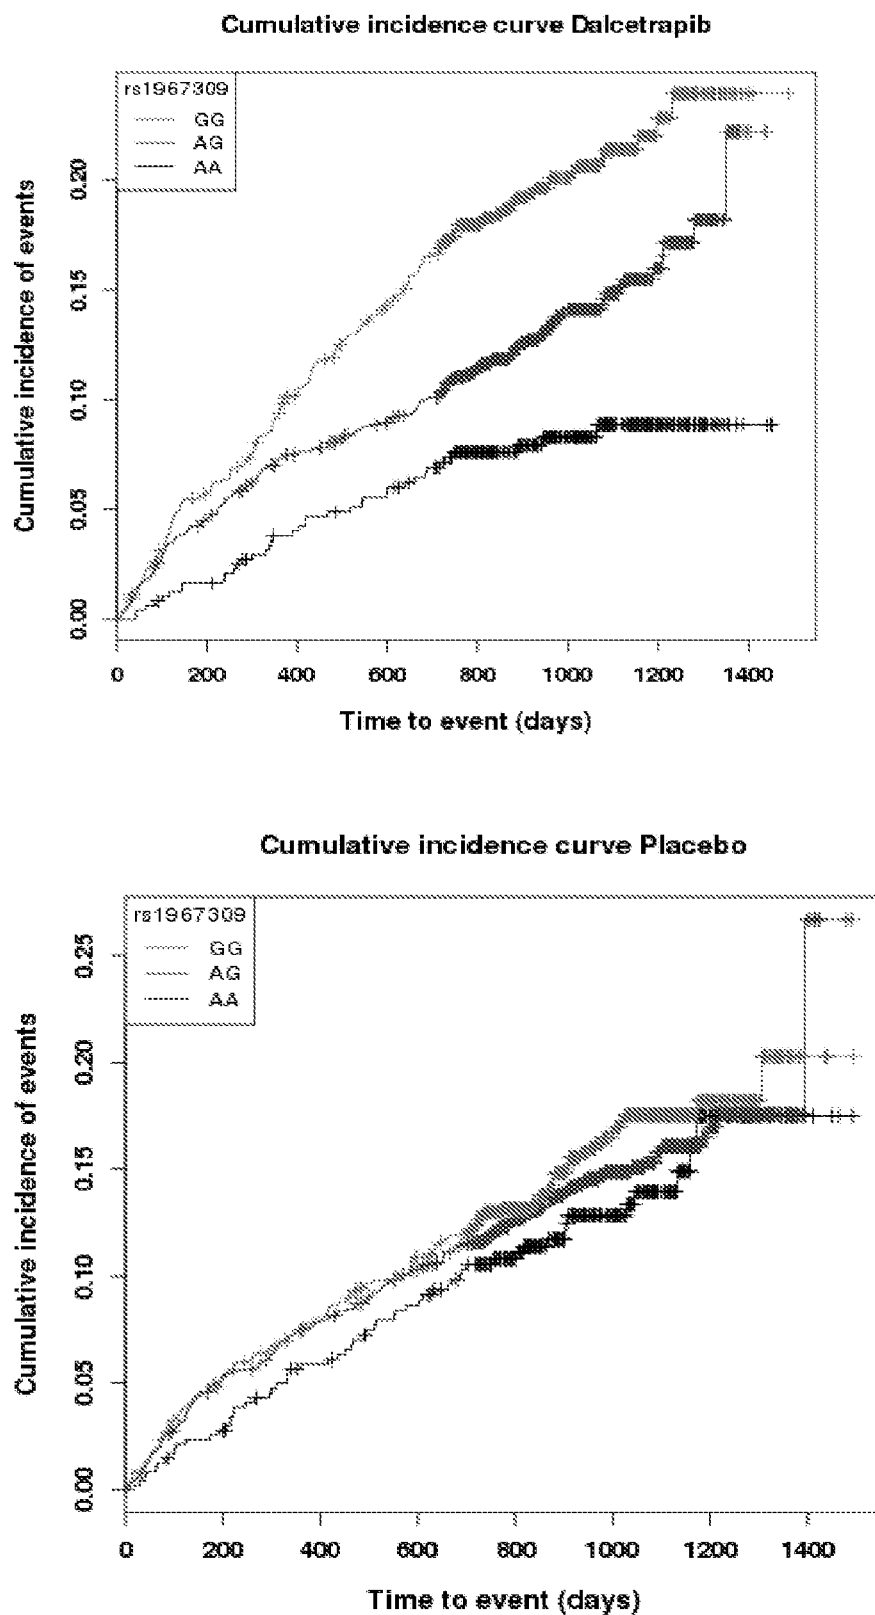 Cumulative incidence curve Dalcetrapib
rs1967309
GG
AG
AA
Cumulative incidence of events
0.20
0.15
0.10
0.05
0.00
0 200 400 600 800 1000 1200 1400
Time to event (days)
Cumulative incidence curve Placebo
rs1967309
GG
AG
AA
Cumulative incidence of events
0.25
0.20
0.15
0.10
0.05
0.00
0 200 400 600 800 1000 1200 1400
Time to event (days)